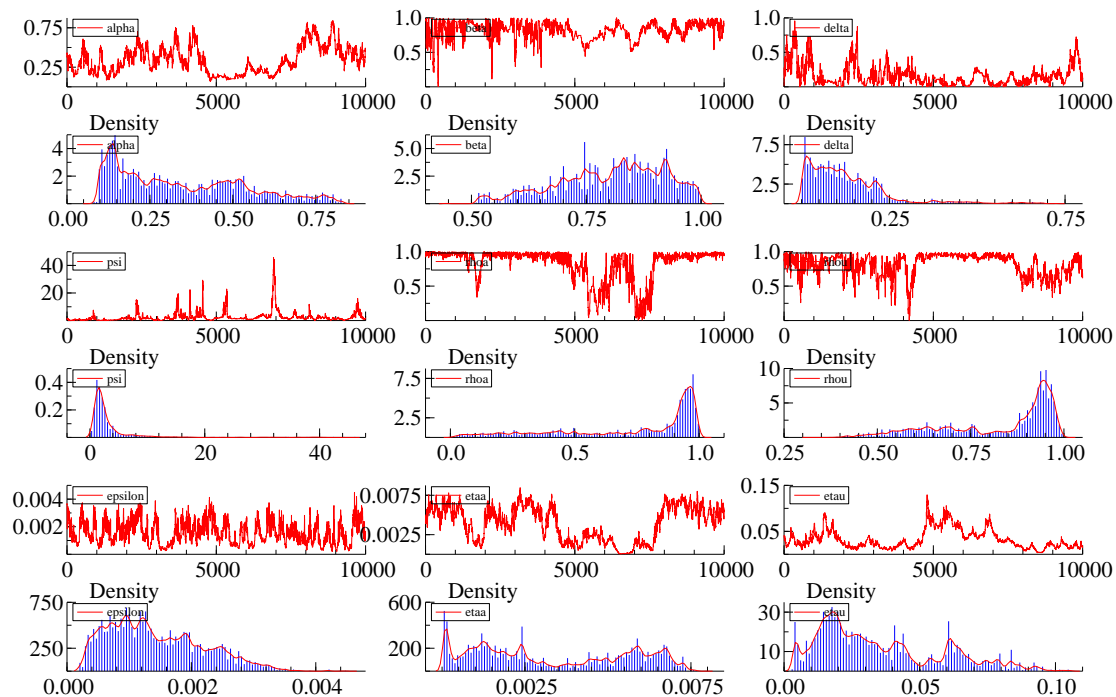 alpha
0.75
0.25
0 5000 10000
beta
1.0
0.5
0 5000 10000
delta
1.0
0.5
0 5000 10000
Density
alpha
4
2
0.00 0.25 0.50 0.75
Density
beta
5.0
2.5
0.50 0.75 1.00
Density
delta
7.5
2.5
0.25 0.75
psi
40
20
0 5000 10000
rhoa
1.0
0.5
0 5000 10000
rhou
1.0
0.5
0 5000 10000
Density
psi
0.4
0.2
0 20 40
Density
rhoa
7.5
2.5
0.0 0.5 1.0
Density
rhou
10
5
0.25 0.50 0.75 1.00
epsilon
0.004
0.002
0 5000 10000
etaa
0.0075
0.0025
0 5000 10000
etau
0.15
0.05
0 5000 10000
Density
epsilon
750
500
250
0.000 0.002 0.004
Density
etaa
600
400
200
0.0025 0.0075
Density
etau
30
20
10
0.00 0.05 0.10